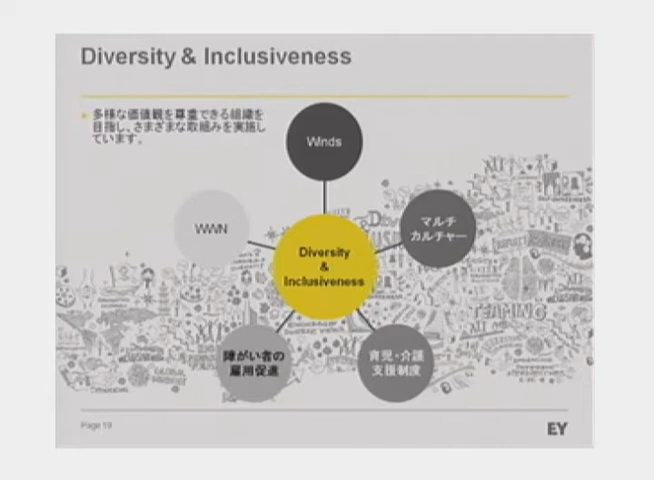 Diversity & Inclusiveness
多様な価値観を尊重できる組織を
目指し、さまざまな取組みを実施し
ています。
Winds
WWN
マルチ
カルチャー
Diversity
&
Inclusiveness
障がい者の
雇用促進
育児・介護
支援制度
TEAMING
Page 19
EY